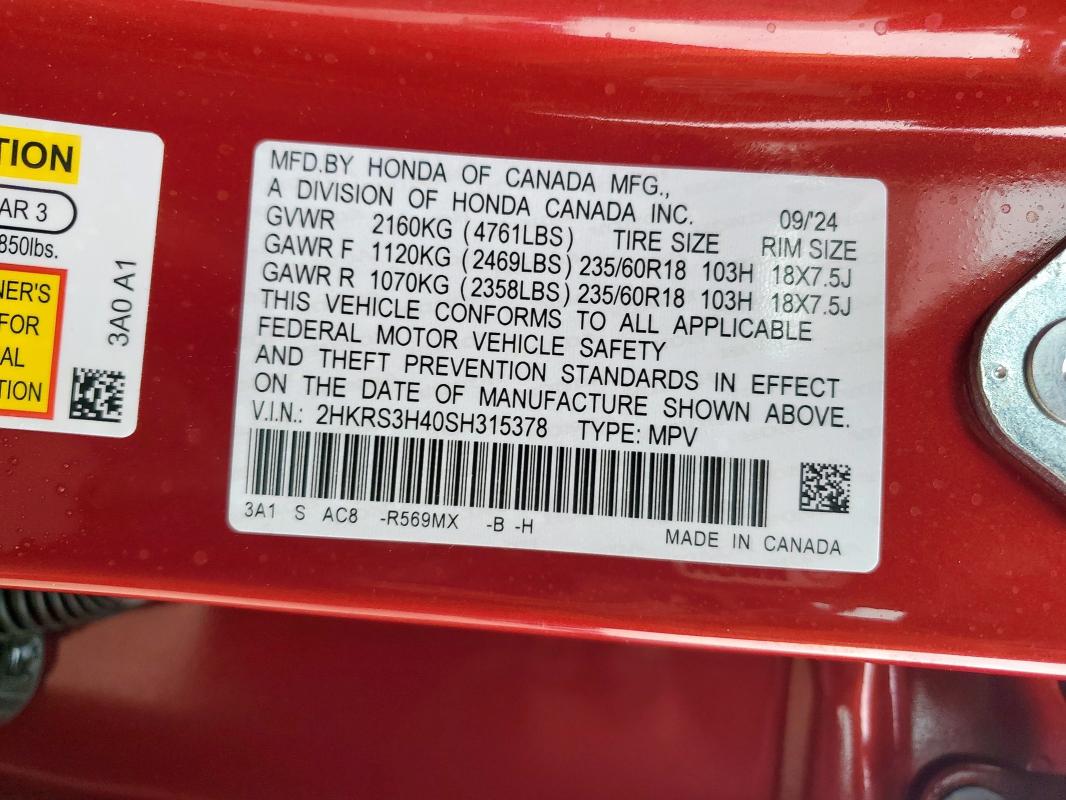 TION
AR 3
850lbs.
NER'S
FOR
AL
TION
3A0 A1
MFD.BY HONDA OF CANADA MFG.,
A DIVISION OF HONDA CANADA INC. 09/'24
GVWR 2160KG (4761LBS) TIRE SIZE RIM SIZE
GAWR F 1120KG (2469LBS) 235/60R18 103H 18X7.5J
GAWR R 1070KG (2358LBS) 235/60R18 103H 18X7.5J
THIS VEHICLE CONFORMS TO ALL APPLICABLE
FEDERAL MOTOR VEHICLE SAFETY
AND THEFT PREVENTION STANDARDS IN EFFECT
ON THE DATE OF MANUFACTURE SHOWN ABOVE.
V.I.N.: 2HKRS3H40SH315378 TYPE: MPV
3A1 S AC8 -R569MX -B -H
MADE IN CANADA